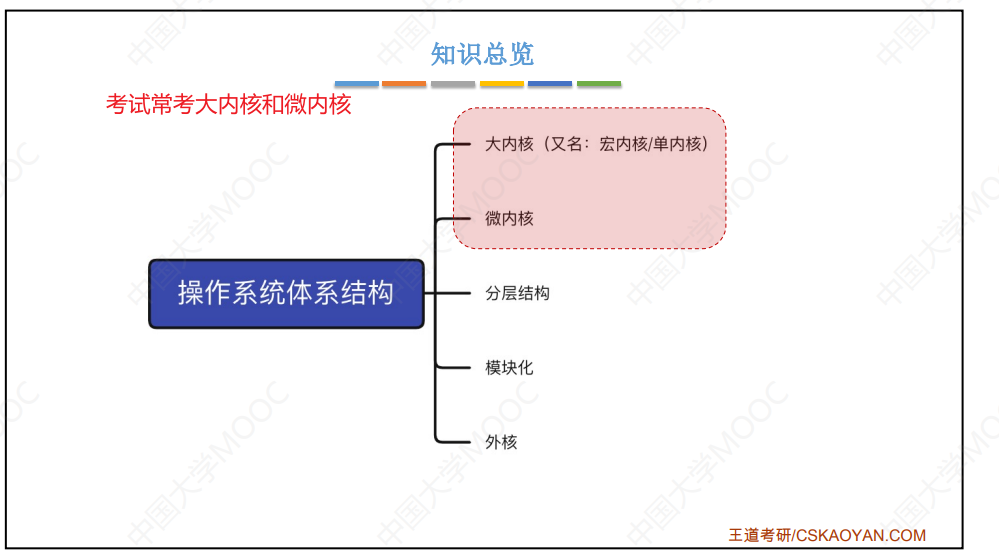 知识总览
考试常考大内核和微内核
大内核（又名：宏内核/单内核）
微内核
操作系统体系结构
分层结构
模块化
外核
王道考研/CSKAOYAN.COM
中国大学MOOC